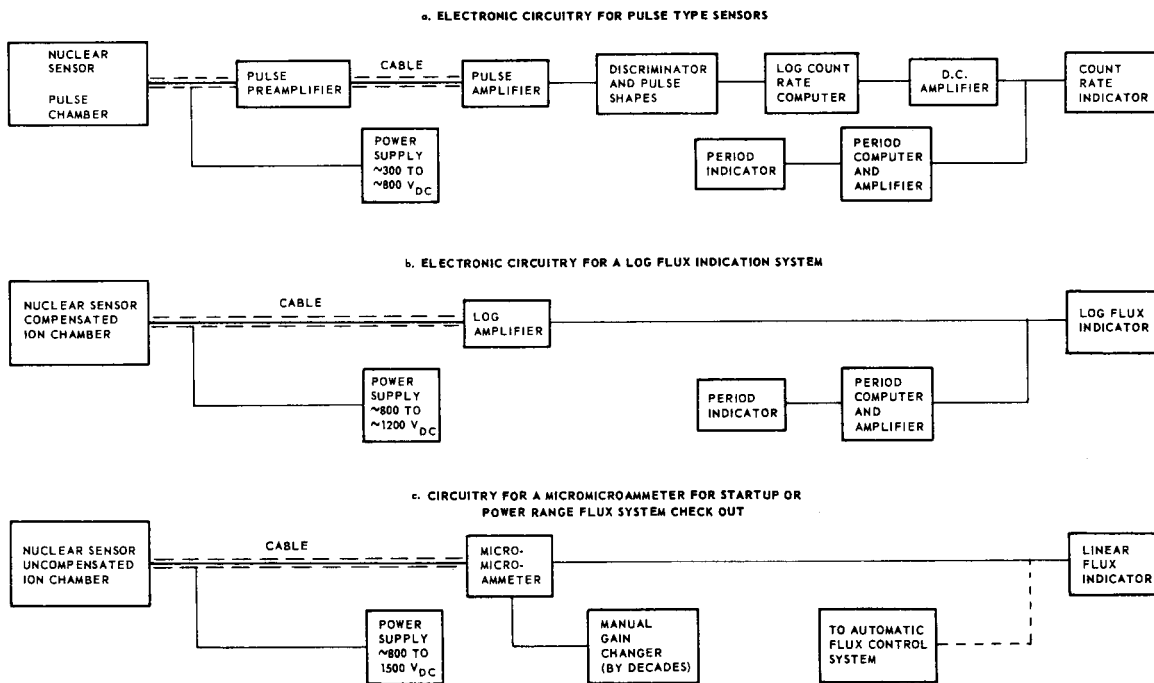 a. ELECTRONIC CIRCUITRY FOR PULSE TYPE SENSORS
NUCLEAR
SENSOR
PULSE
CHAMBER
PULSE
PREAMPLIFIER
CABLE
PULSE
AMPLIFIER
DISCRIMINATOR
AND PULSE
SHAPES
LOG COUNT
RATE
COMPUTER
D.C.
AMPLIFIER
COUNT
RATE
INDICATOR
POWER
SUPPLY
~300 TO
~800 VDC
PERIOD
INDICATOR
PERIOD
COMPUTER
AND
AMPLIFIER
b. ELECTRONIC CIRCUITRY FOR A LOG FLUX INDICATION SYSTEM
NUCLEAR SENSOR
COMPENSATED
ION CHAMBER
CABLE
LOG
AMPLIFIER
LOG FLUX
INDICATOR
POWER
SUPPLY
~800 TO
~1200 VDC
PERIOD
INDICATOR
PERIOD
COMPUTER
AND
AMPLIFIER
c. CIRCUITRY FOR A MICROMICROAMMETER FOR STARTUP OR
POWER RANGE FLUX SYSTEM CHECK OUT
NUCLEAR SENSOR
UNCOMPENSATED
ION CHAMBER
CABLE
MICRO-
MICRO-
AMMETER
LINEAR
FLUX
INDICATOR
POWER
SUPPLY
~800 TO
1500 VDC
MANUAL
GAIN
CHANGER
(BY DECADES)
TO AUTOMATIC
FLUX CONTROL
SYSTEM